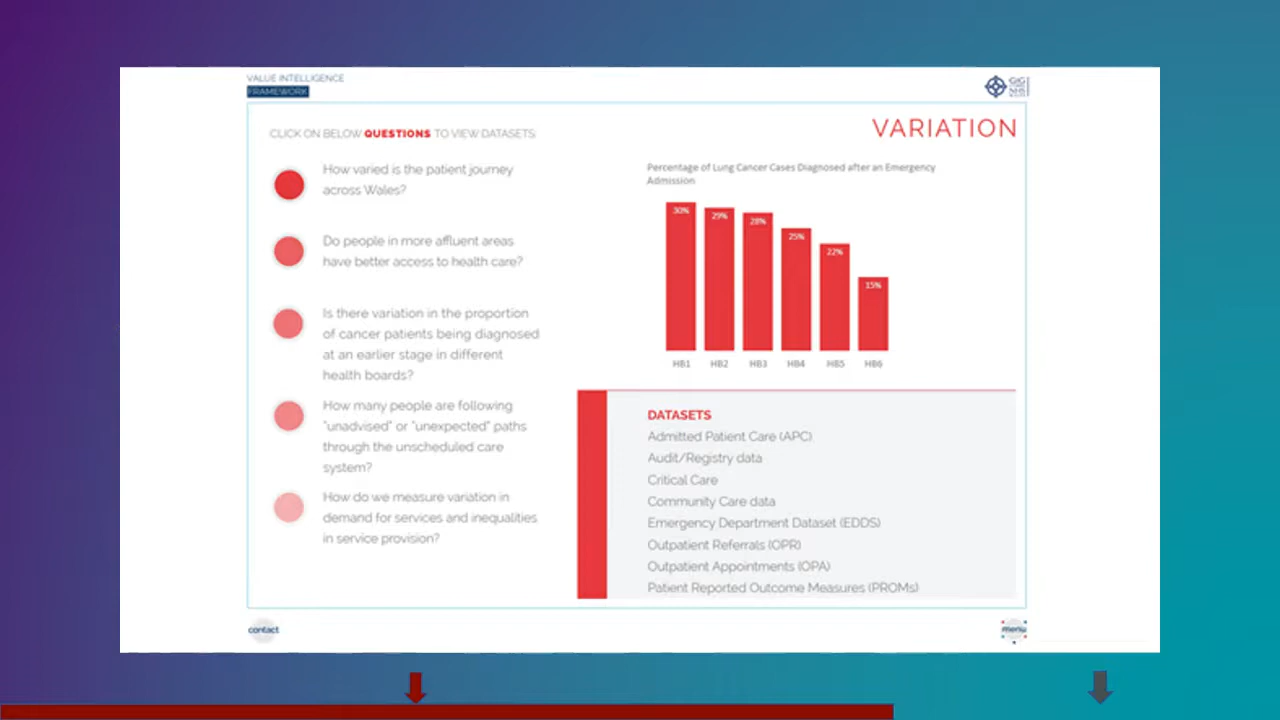 VALUE INTELLIGENCE
FRAMEWORK
GIG
NHS
CLICK ON BELOW QUESTIONS TO VIEW DATASETS:
VARIATION
How varied is the patient journey
across Wales?
Do people in more affluent areas
have better access to health care?
Is there variation in the proportion
of cancer patients being diagnosed
at an earlier stage in different
health boards?
How many people are following
"unadvised" or "unexpected" paths
through the unscheduled care
system?
How do we measure variation in
demand for services and inequalities
in service provision?
Percentage of Lung Cancer Cases Diagnosed after an Emergency
Admission
30% 29% 28% 25% 22% 15%
HB1 HB2 HB3 HB4 HB5 HB6
DATASETS
Admitted Patient Care (APC)
Audit/Registry data
Critical Care
Community Care data
Emergency Department Dataset (EDDS)
Outpatient Referrals (OPR)
Outpatient Appointments (OPA)
Patient Reported Outcome Measures (PROMs)
contact
menu